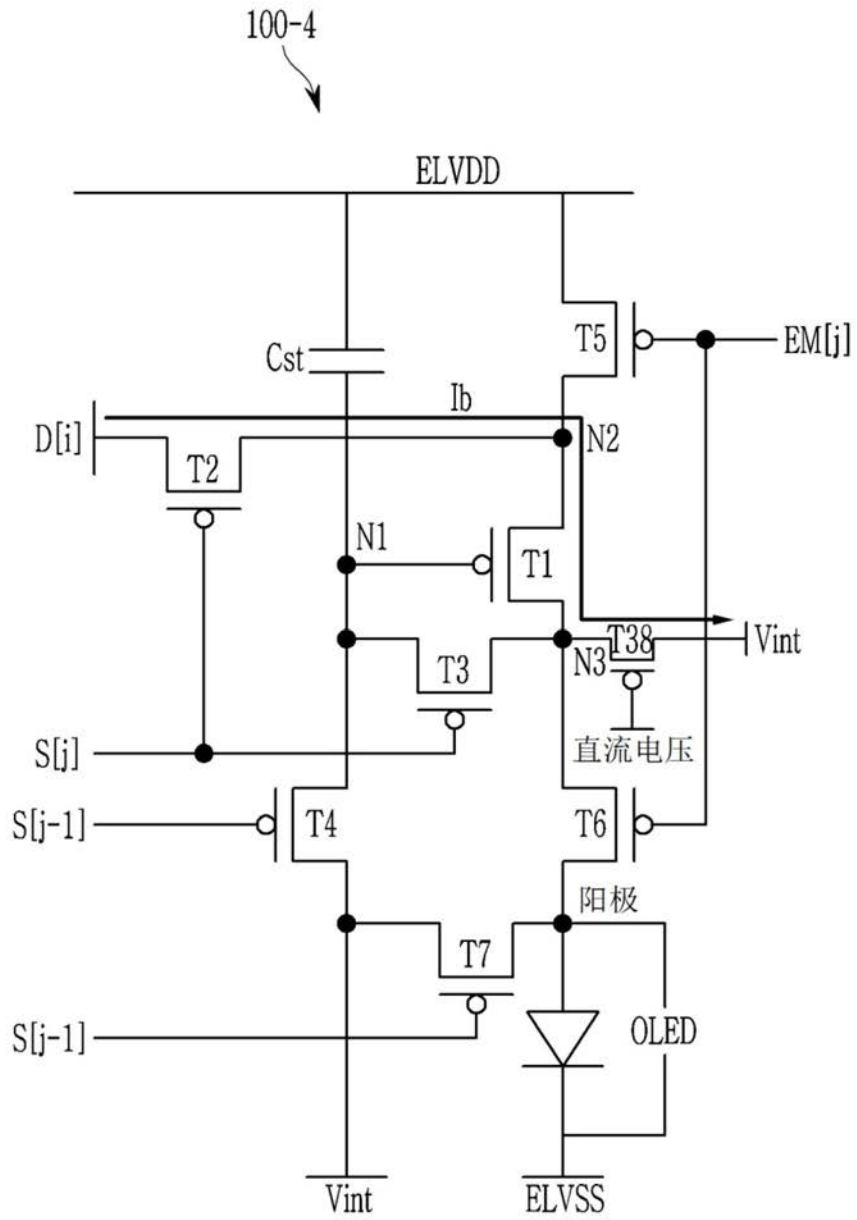 100-4
ELVDD
T5
EM[j]
Cst
Ib
D[i]
N2
T2
N1
T1
T38
Vint
N3
T3
直流电压
S[j]
S[j-1]
T4
T6
阳极
T7
S[j-1]
OLED
Vint
ELVSS